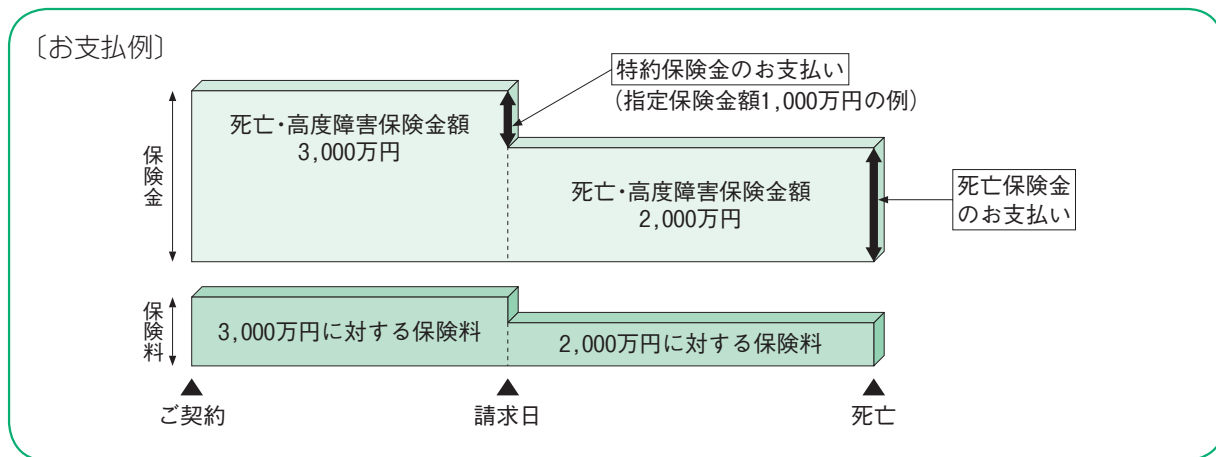 〔お支払例〕
特約保険金のお支払い
（指定保険金額1,000万円の例）
死亡・高度障害保険金額
3,000万円
保険金
死亡・高度障害保険金額
2,000万円
死亡保険金
のお支払い
保険料
3,000万円に対する保険料
2,000万円に対する保険料
ご契約
請求日
死亡